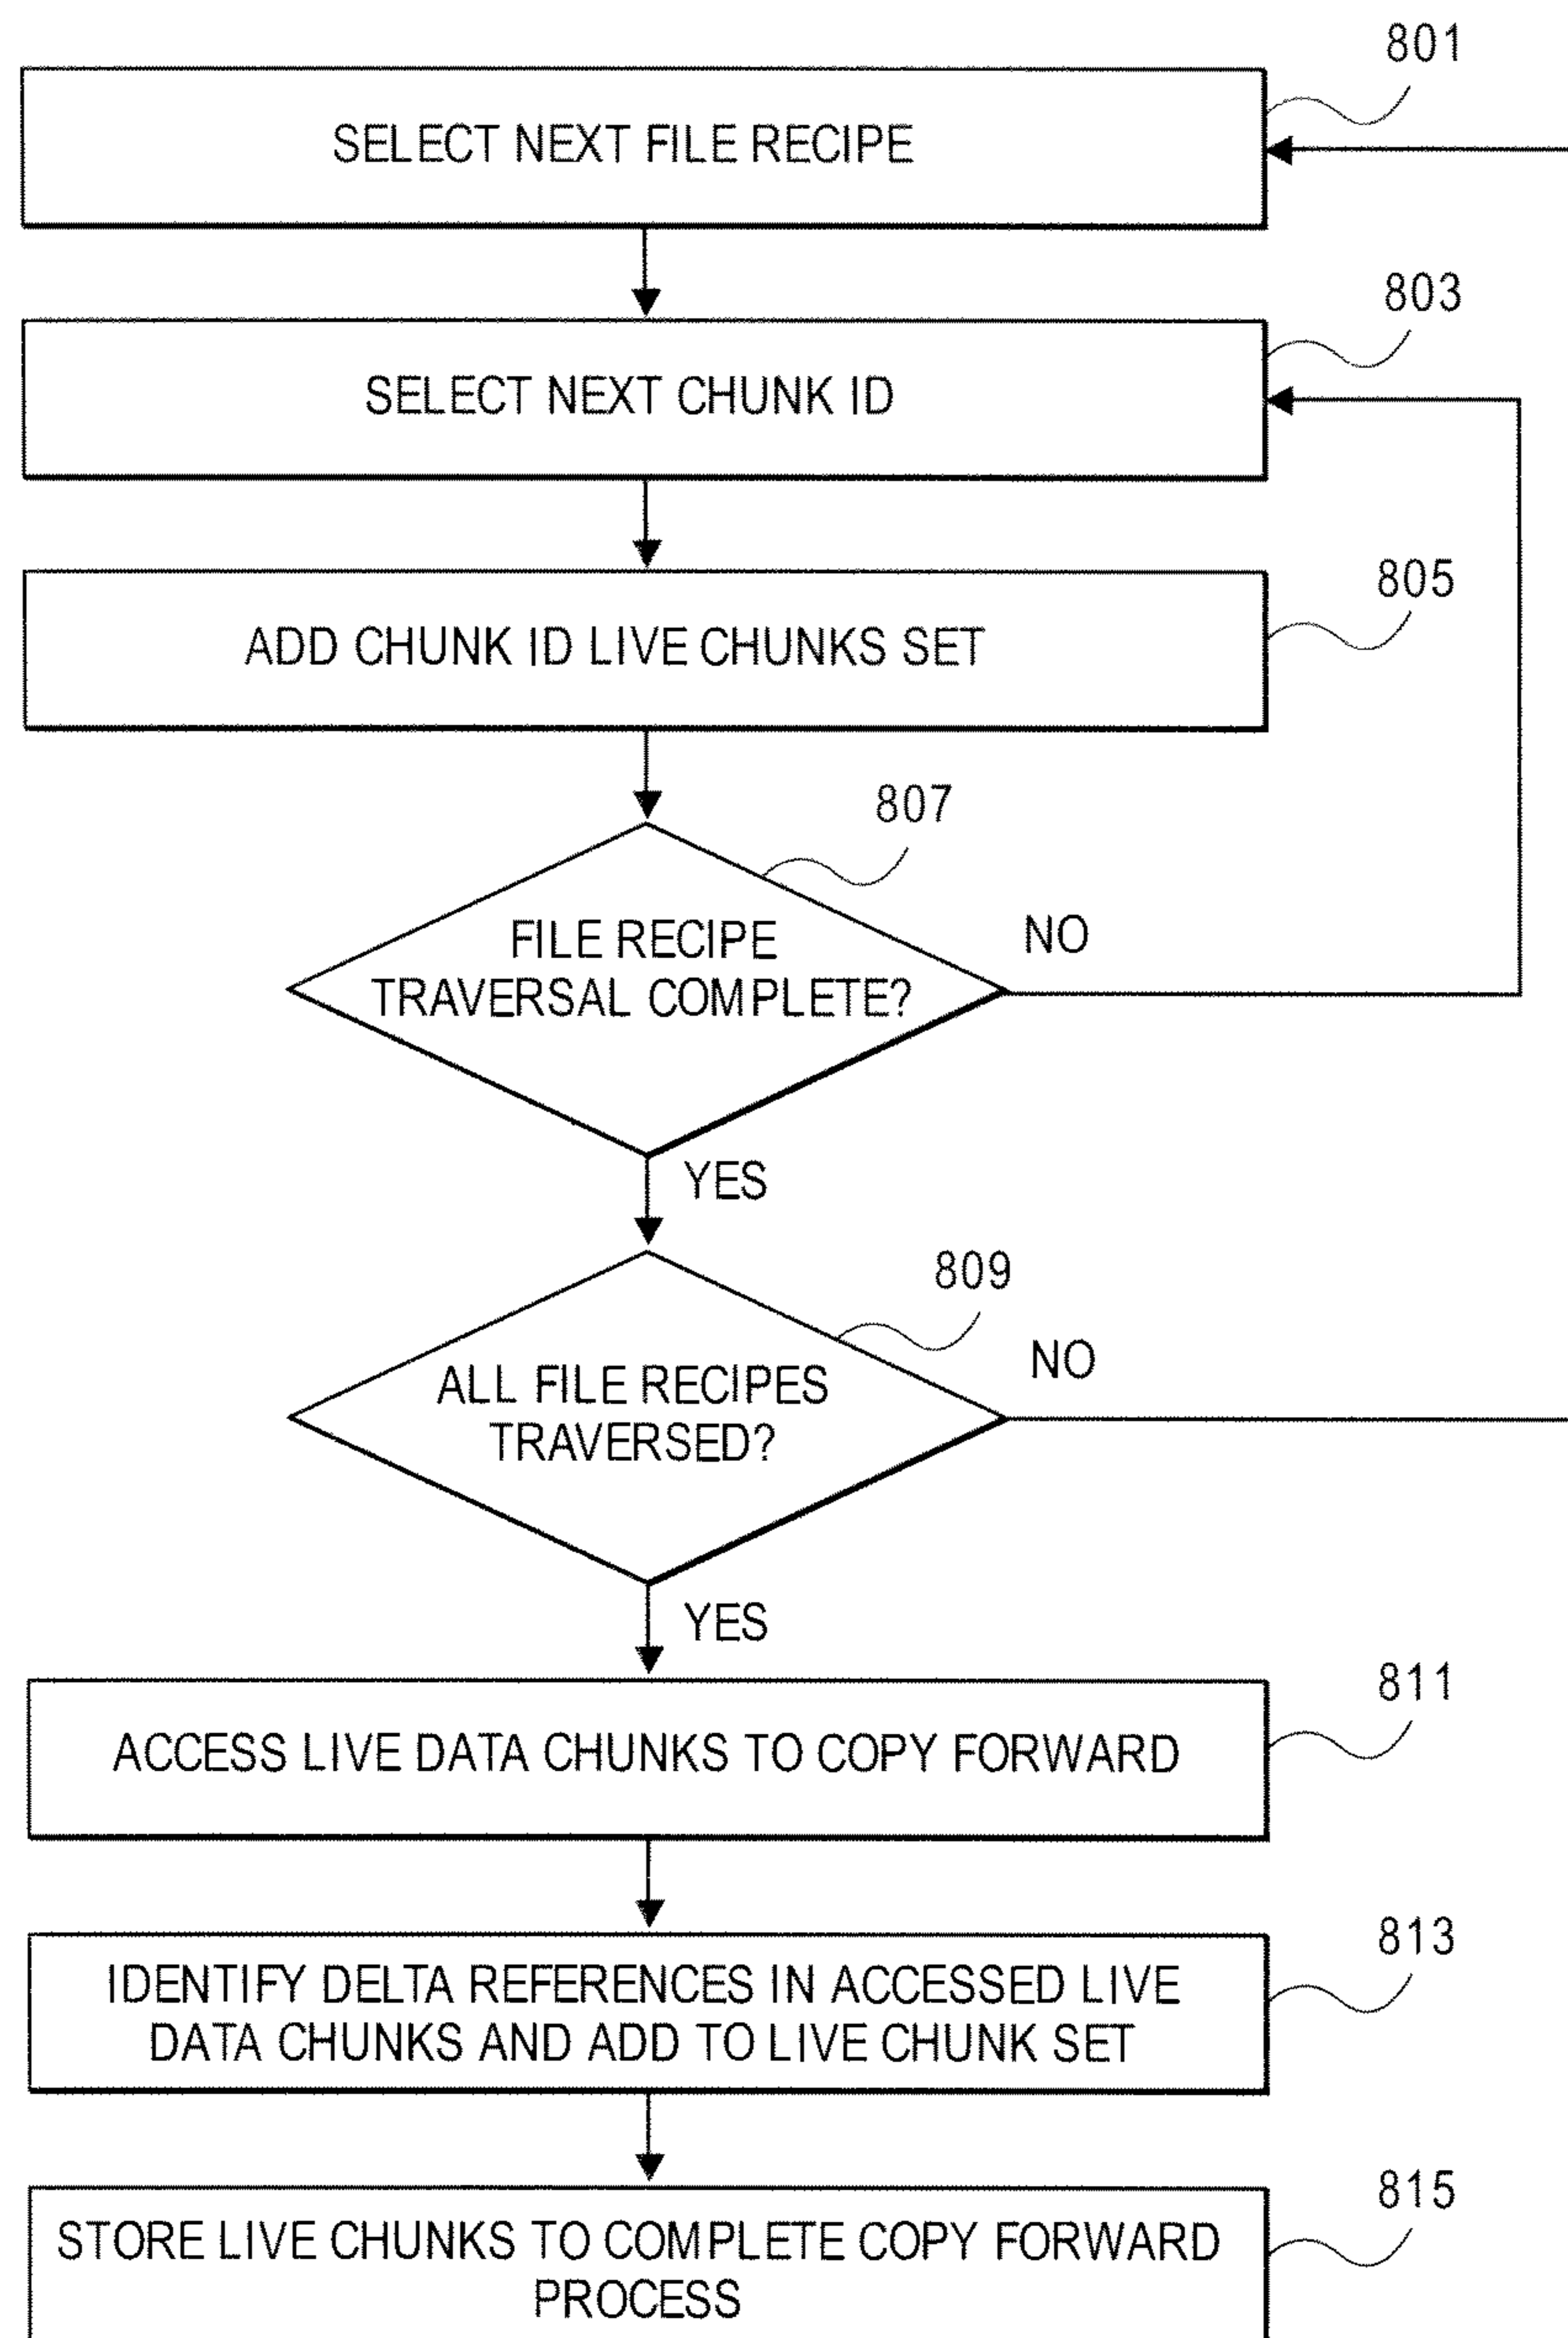 801
SELECT NEXT FILE RECIPE
803
SELECT NEXT CHUNK ID
805
ADD CHUNK ID LIVE CHUNKS SET
807
FILE RECIPE
TRAVERSAL COMPLETE?
NO
YES
809
ALL FILE RECIPES
TRAVERSED?
NO
YES
811
ACCESS LIVE DATA CHUNKS TO COPY FORWARD
813
IDENTIFY DELTA REFERENCES IN ACCESSED LIVE
DATA CHUNKS AND ADD TO LIVE CHUNK SET
815
STORE LIVE CHUNKS TO COMPLETE COPY FORWARD
PROCESS